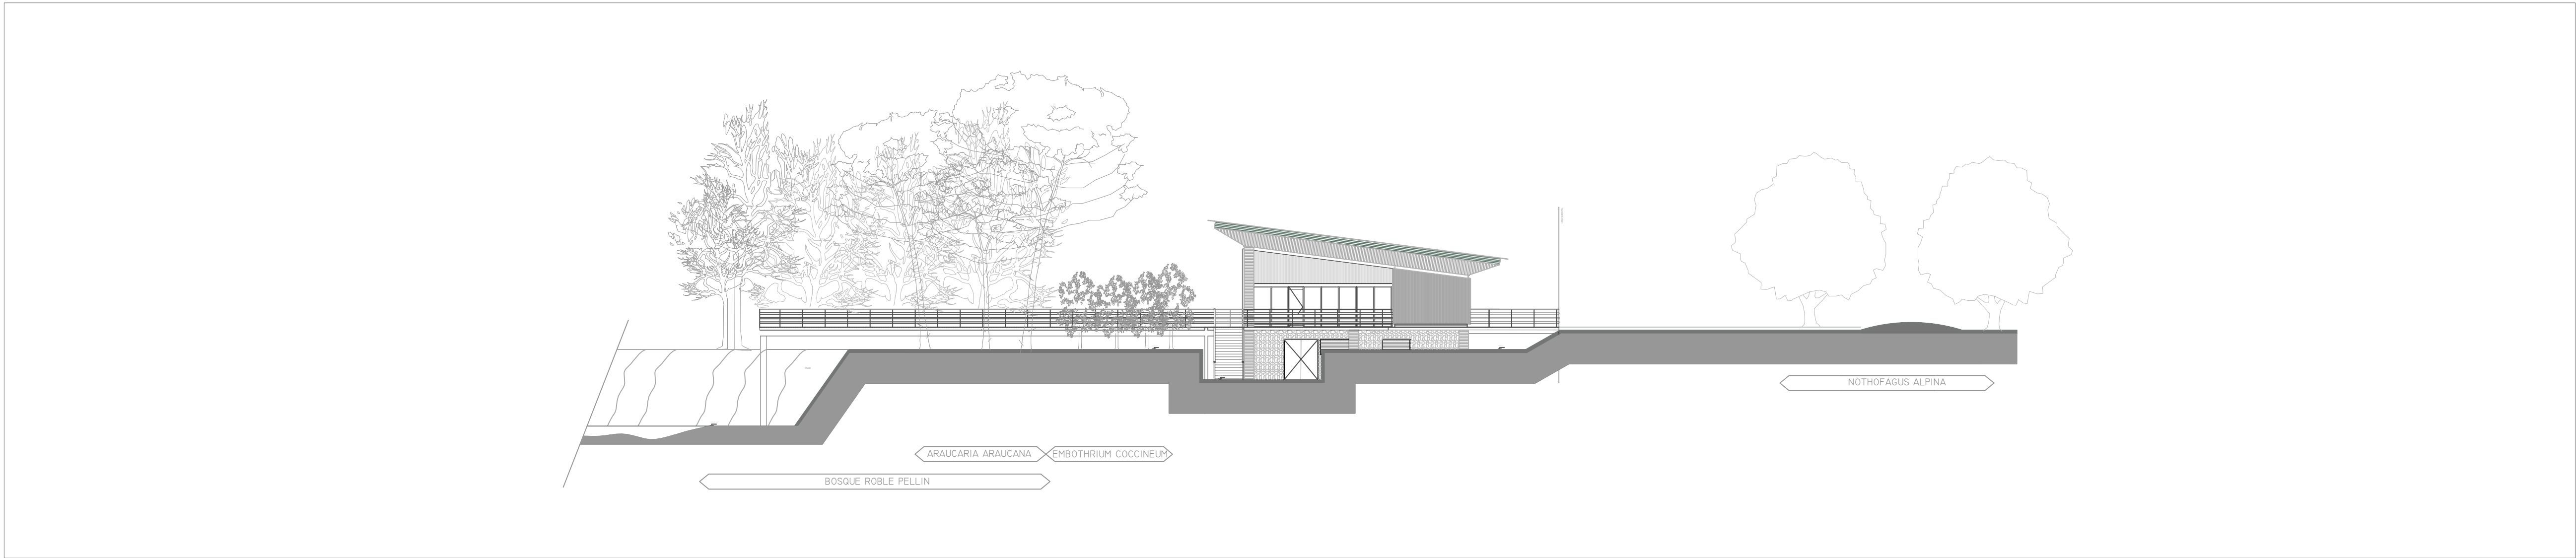 NOTHOFAGUS ALPINA
ARAUCARIA ARAUCANA
EMBOTHRIUM COCCINEUM
BOSQUE ROBLE PELLIN